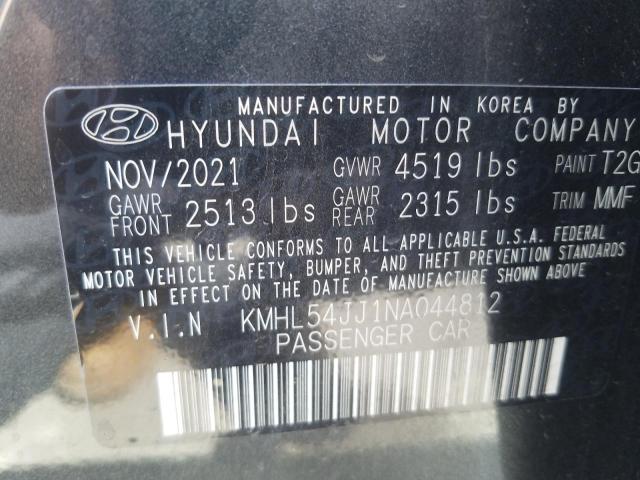 MANUFACTURED IN KOREA BY
HYUNDAI MOTOR COMPANY
NOV/2021 GVWR 4519 lbs PAINT T2G
GAWR FRONT 2513 lbs GAWR REAR 2315 lbs TRIM MMF
THIS VEHICLE CONFORMS TO ALL APPLICABLE U.S.A. FEDERAL
MOTOR VEHICLE SAFETY, BUMPER, AND THEFT PREVENTION STANDARDS
IN EFFECT ON THE DATE OF MANUFACTURE SHOWN ABOVE
V.I.N KMHL54JJ1NA044812
PASSENGER CAR